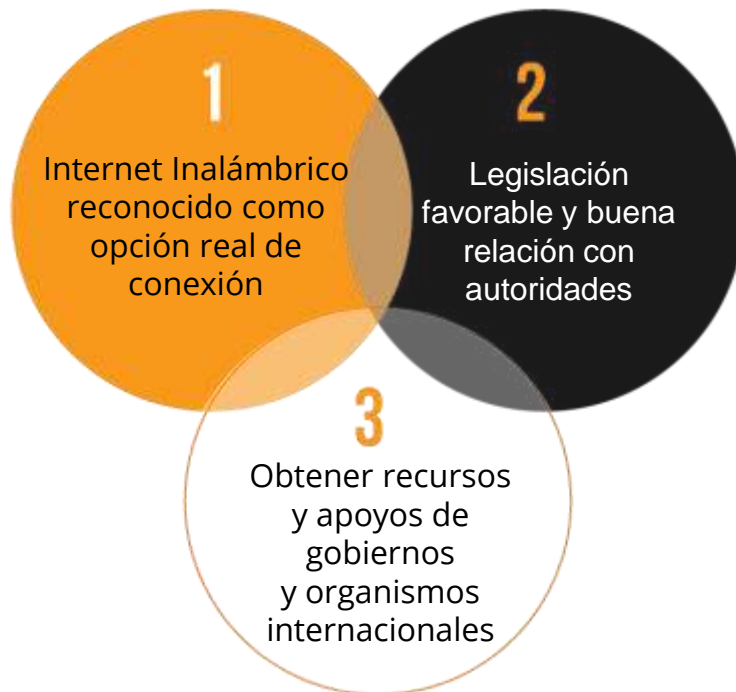 1
Internet Inalámbrico
reconocido como
opción real de
conexión
2
Legislación
favorable y buena
relación con
autoridades
3
Obtener recursos
y apoyos de
gobiernos
y organismos
internacionales